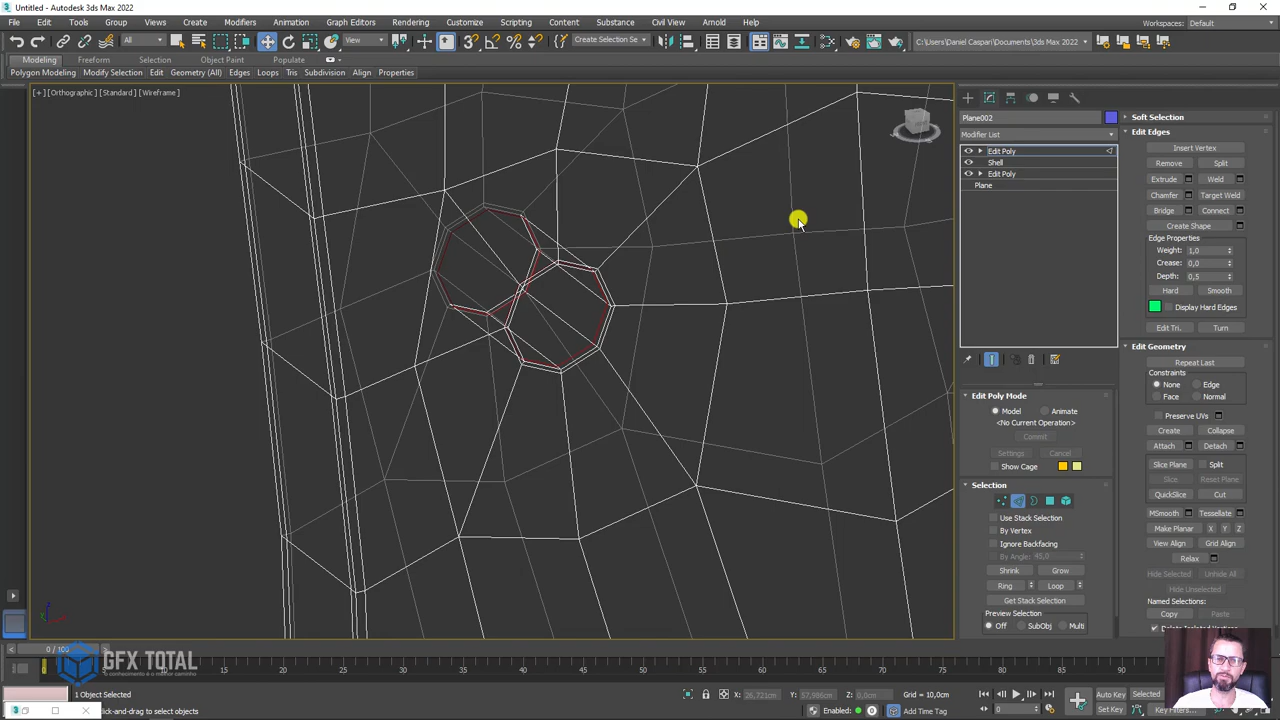 Untitled - Autodesk 3ds Max 2022
File Edit Tools Group Views Create Modifiers Animation Graph Editors Rendering Customize Scripting Content Substance Civil View Arnold Help
Workspaces: Default
All View Create Selection Se C:\Users\Daniel Caspari\Documents\3ds Max 2022
Modeling Freeform Selection Object Paint Populate
Polygon Modeling Modify Selection Edit Geometry (All) Edges Loops Tris Subdivision Align Properties
[+] [Orthographic] [Standard] [Wireframe]
Plane002
Modifier List
Edit Poly
Shell
Edit Poly
Plane
Edit Poly Mode
Model Animate
<No Current Operation>
Commit
Settings Cancel
Show Cage
Selection
Use Stack Selection
By Vertex
Ignore Backfacing
By Angle: 45,0
Shrink Grow
Ring Loop
Get Stack Selection
Preview Selection
Off SubObj Multi
Soft Selection
Edit Edges
Insert Vertex
Remove Split
Extrude Weld
Chamfer Target Weld
Bridge Connect
Create Shape
Edge Properties
Weight: 1,0
Crease: 0,0
Depth: 0,5
Hard Smooth
Display Hard Edges
Edit Tri. Turn
Edit Geometry
Repeat Last
Constraints
None Edge
Face Normal
Preserve UVs
Create Collapse
Attach Detach
Slice Plane Split
Slice Reset Plane
QuickSlice Cut
MSmooth Tessellate
Make Planar X Y Z
View Align Grid Align
Relax
Hide Selected Unhide All
Hide Unselected
Named Selections:
Copy Paste
Delete Isolated Vertices
0 / 100
GFX TOTAL
o conhecimento é o melhor caminho
0 15 20 25 30 35 40 45 50 55 60 65 70 75 80 85 90
1 Object Selected
click-and-drag to select objects
X: 26,721cm Y: 57,986cm Z: 0,0cm Grid = 10,0cm
Enabled: Add Time Tag
0
Auto Key Selected
Set Key Key Filters...
3